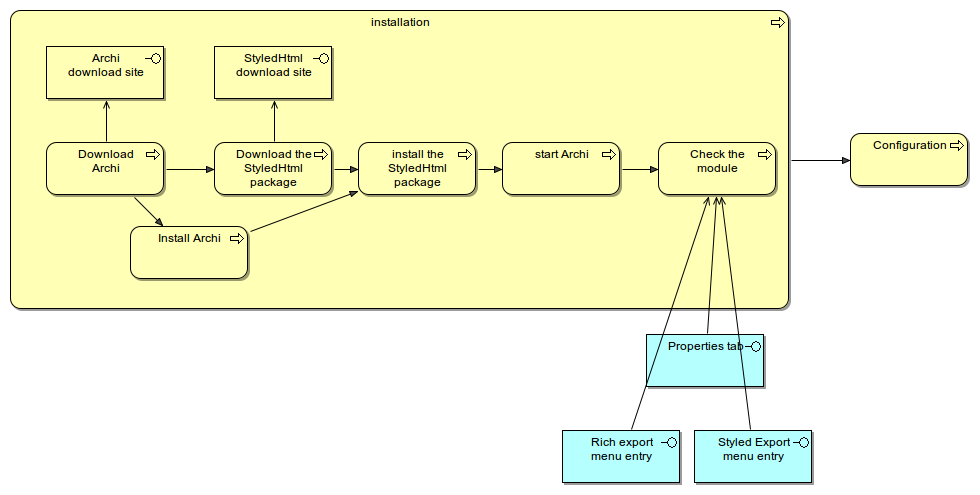 installation
Archi
download site
StyledHtml
download site
Download
Archi
Download the
StyledHtml
package
install the
StyledHtml
package
start Archi
Check the
module
Configuration
Install Archi
Properties tab
Rich export
menu entry
Styled Export
menu entry